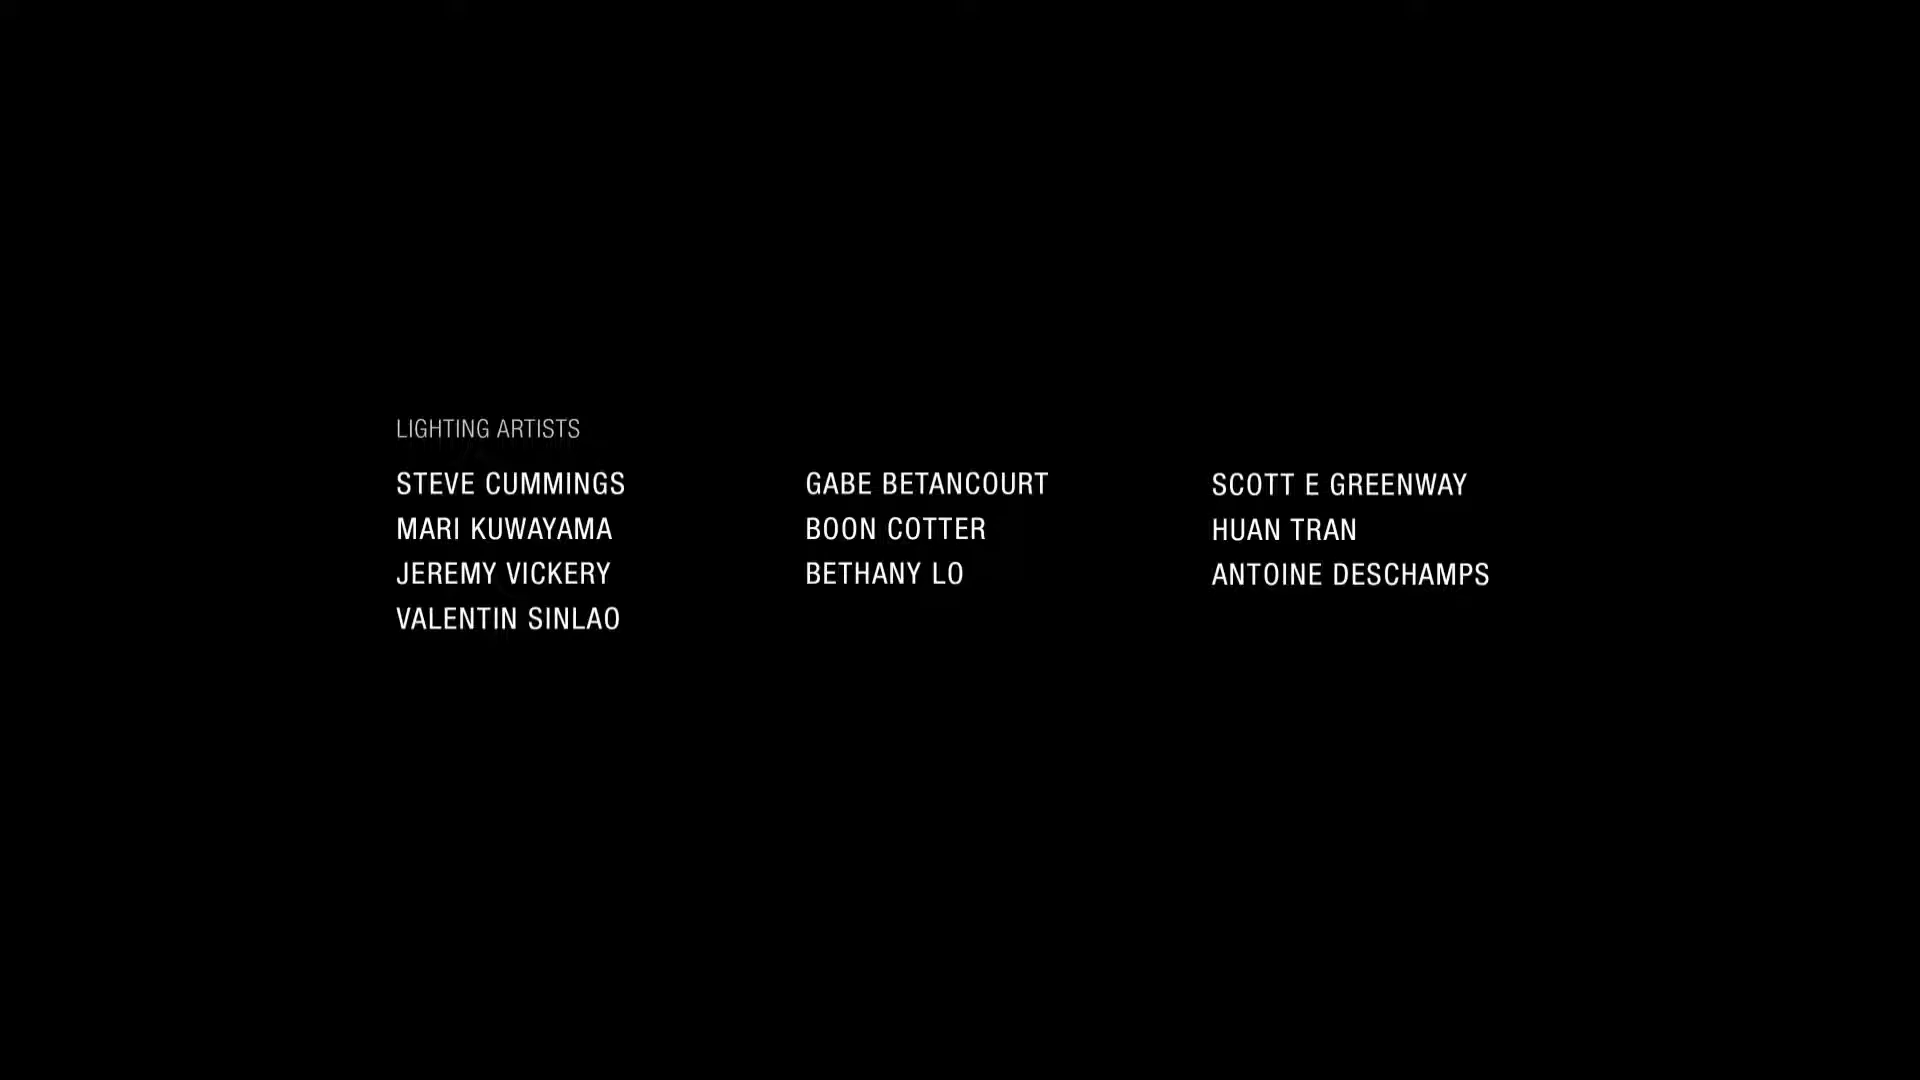 LIGHTING ARTISTS
STEVE CUMMINGS
MARI KUWAYAMA
JEREMY VICKERY
VALENTIN SINLAO
GABE BETANCOURT
BOON COTTER
BETHANY LO
SCOTT E GREENWAY
HUAN TRAN
ANTOINE DESCHAMPS